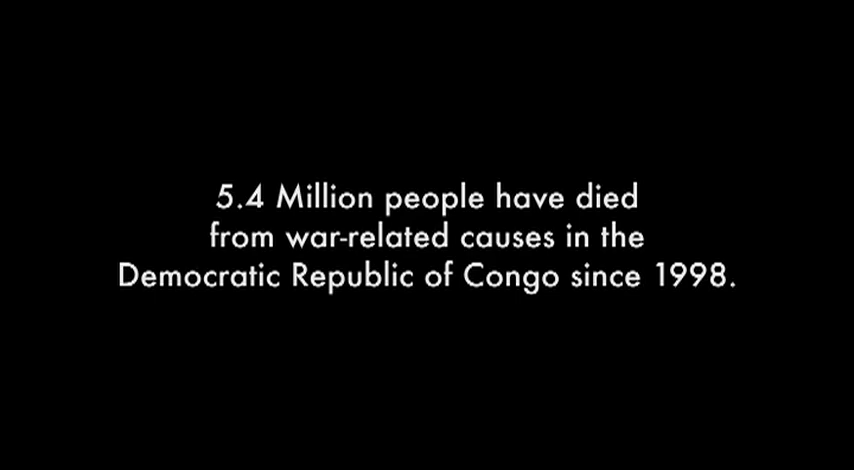 5.4 Million people have died
from war-related causes in the
Democratic Republic of Congo since 1998.